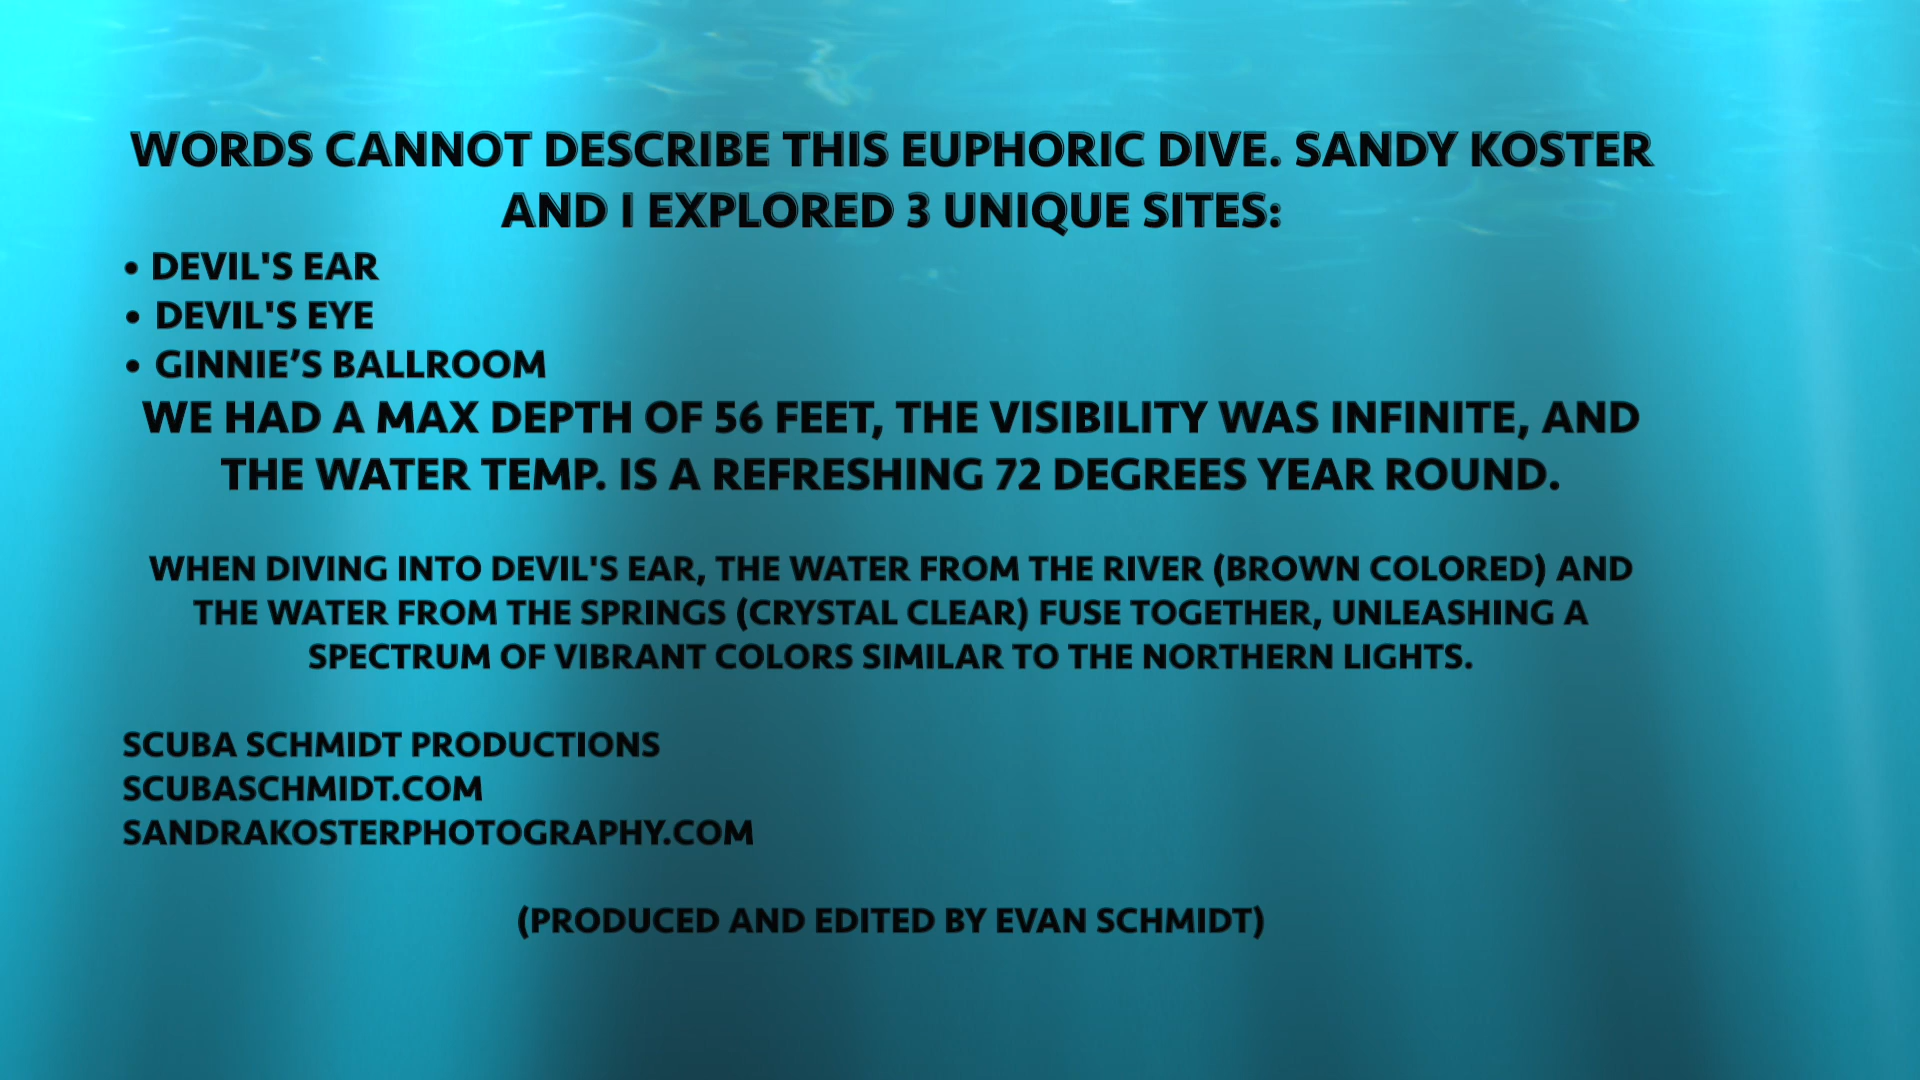 WORDS CANNOT DESCRIBE THIS EUPHORIC DIVE. SANDY KOSTER
AND I EXPLORED 3 UNIQUE SITES:
• DEVIL'S EAR
• DEVIL'S EYE
• GINNIE’S BALLROOM
WE HAD A MAX DEPTH OF 56 FEET, THE VISIBILITY WAS INFINITE, AND
THE WATER TEMP. IS A REFRESHING 72 DEGREES YEAR ROUND.
WHEN DIVING INTO DEVIL'S EAR, THE WATER FROM THE RIVER (BROWN COLORED) AND
THE WATER FROM THE SPRINGS (CRYSTAL CLEAR) FUSE TOGETHER, UNLEASHING A
SPECTRUM OF VIBRANT COLORS SIMILAR TO THE NORTHERN LIGHTS.
SCUBA SCHMIDT PRODUCTIONS
SCUBASCHMIDT.COM
SANDRAKOSTERPHOTOGRAPHY.COM
(PRODUCED AND EDITED BY EVAN SCHMIDT)